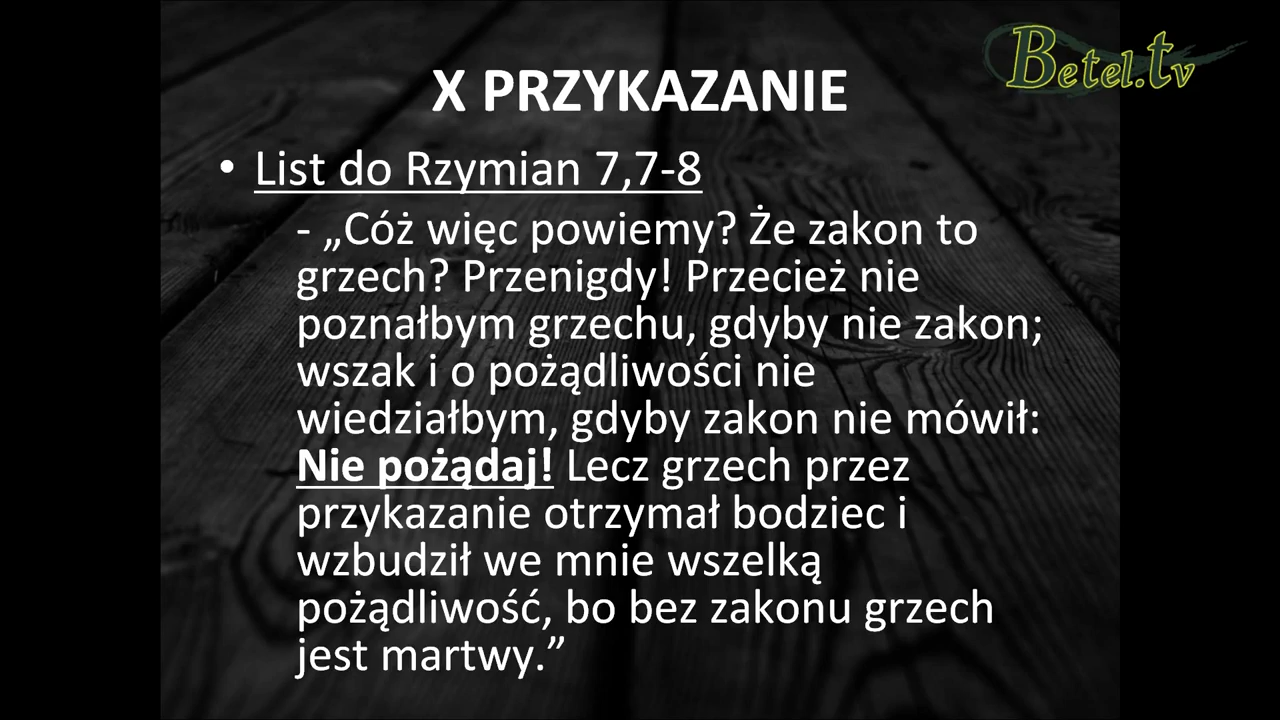 Betel.tv
X PRZYKAZANIE
• List do Rzymian 7,7-8
- „Cóż więc powiemy? Że zakon to
grzech? Przenigdy! Przecież nie
poznałbym grzechu, gdyby nie zakon;
wszak i o pożądliwości nie
wiedziałbym, gdyby zakon nie mówił:
Nie pożądaj! Lecz grzech przez
przykazanie otrzymał bodziec i
wzbudził we mnie wszelką
pożądliwość, bo bez zakonu grzech
jest martwy.”